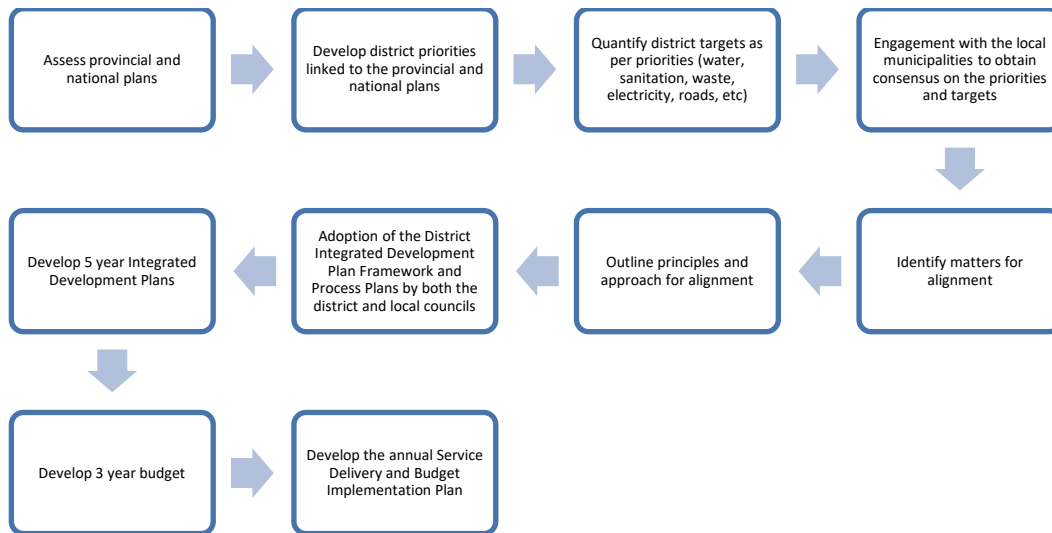 Assess provincial and
national plans
Develop district priorities
linked to the provincial and
national plans
Quantify district targets as
per priorities (water,
sanitation, waste,
electricity, roads, etc)
Engagement with the local
municipalities to obtain
consensus on the priorities
and targets
Identify matters for
alignment
Outline principles and
approach for alignment
Adoption of the District
Integrated Development
Plan Framework and
Process Plans by both the
district and local councils
Develop 5 year Integrated
Development Plans
Develop 3 year budget
Develop the annual Service
Delivery and Budget
Implementation Plan